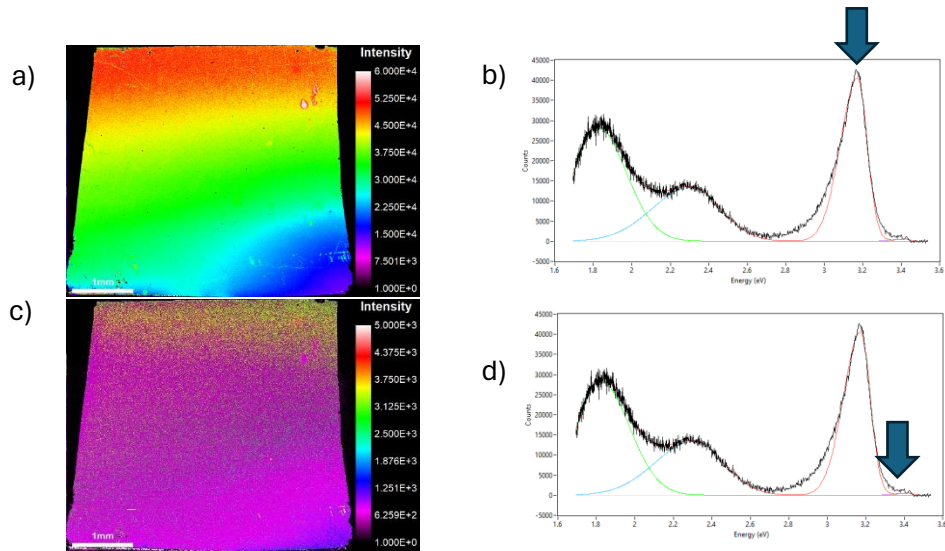 a)
Intensity
6.000E+4
5.250E+4
4.500E+4
3.750E+4
3.000E+4
2.250E+4
1.500E+4
7.501E+3
1.000E+0
1mm
b)
Counts
45000
40000
35000
30000
25000
20000
15000
10000
5000
0
-5000
1.6 1.8 2 2.2 2.4 2.6 2.8 3 3.2 3.4 3.6
Energy (eV)
c)
Intensity
5.000E+3
4.375E+3
3.750E+3
3.125E+3
2.500E+3
1.876E+3
1.251E+3
6.259E+2
1.000E+0
1mm
d)
Counts
45000
40000
35000
30000
25000
20000
15000
10000
5000
0
-5000
1.6 1.8 2 2.2 2.4 2.6 2.8 3 3.2 3.4 3.6
Energy (eV)